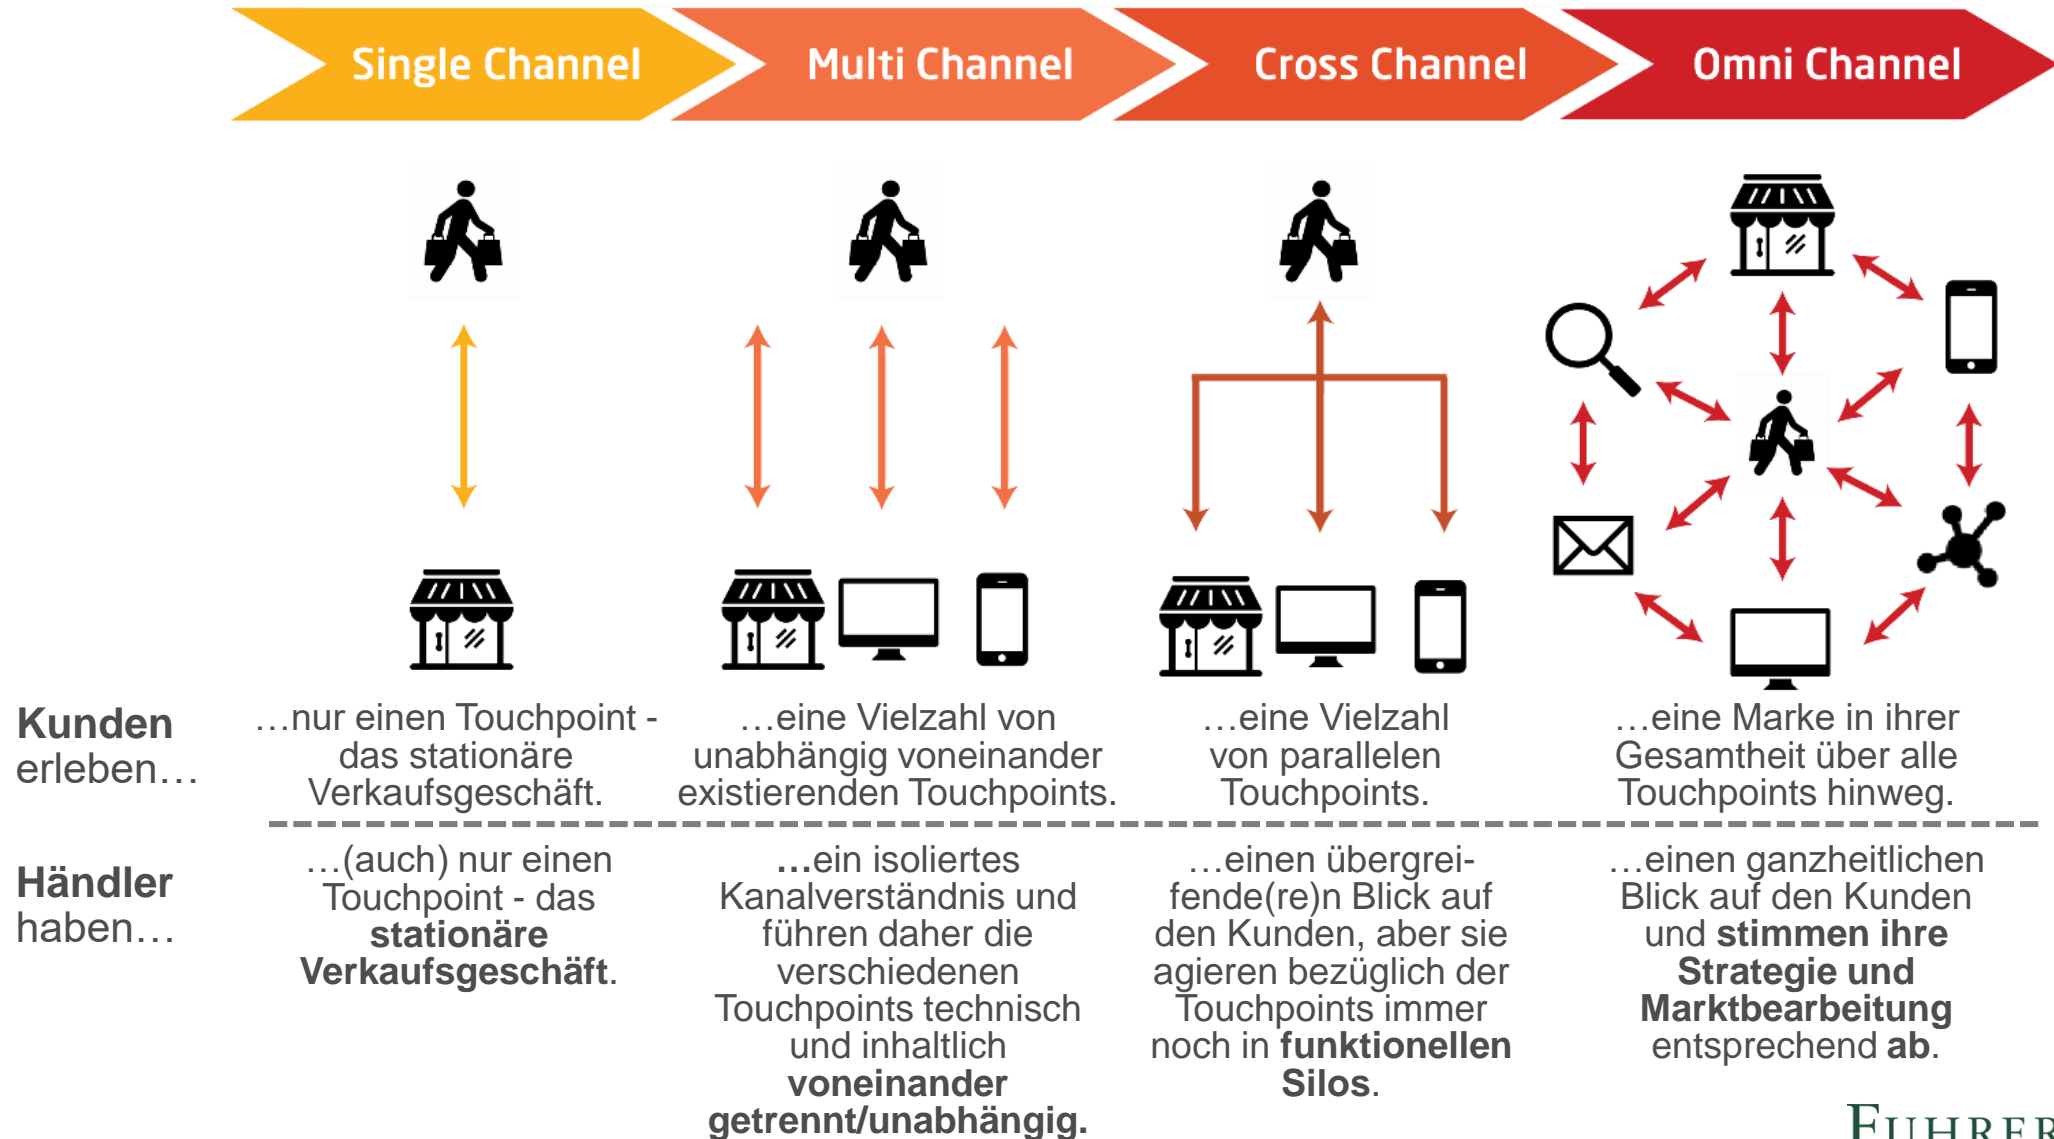 Single Channel
Multi Channel
Cross Channel
Omni Channel
Kunden
erleben…
…nur einen Touchpoint -
das stationäre
Verkaufsgeschäft.
…eine Vielzahl von
unabhängig voneinander
existierenden Touchpoints.
…eine Vielzahl
von parallelen
Touchpoints.
…eine Marke in ihrer
Gesamtheit über alle
Touchpoints hinweg.
Händler
haben…
…(auch) nur einen
Touchpoint - das
stationäre
Verkaufsgeschäft.
…ein isoliertes
Kanalverständnis und
führen daher die
verschiedenen
Touchpoints technisch
und inhaltlich
voneinander
getrennt/unabhängig.
…einen übergrei-
fende(re)n Blick auf
den Kunden, aber sie
agieren bezüglich der
Touchpoints immer
noch in funktionellen
Silos.
…einen ganzheitlichen
Blick auf den Kunden
und stimmen ihre
Strategie und
Marktbearbeitung
entsprechend ab.
FUHRER